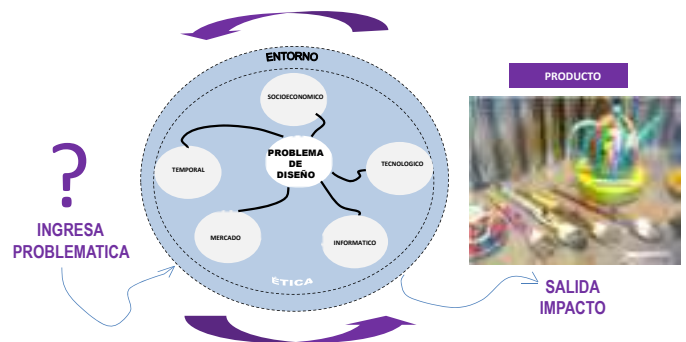 ENTORNO
SOCIOECONOMICO
PRODUCTO
?
PROBLEMA
DE
DISEÑO
TEMPORAL
TECNOLOGICO
INGRESA
PROBLEMATICA
MERCADO
INFORMATICO
ÉTICA
SALIDA
IMPACTO